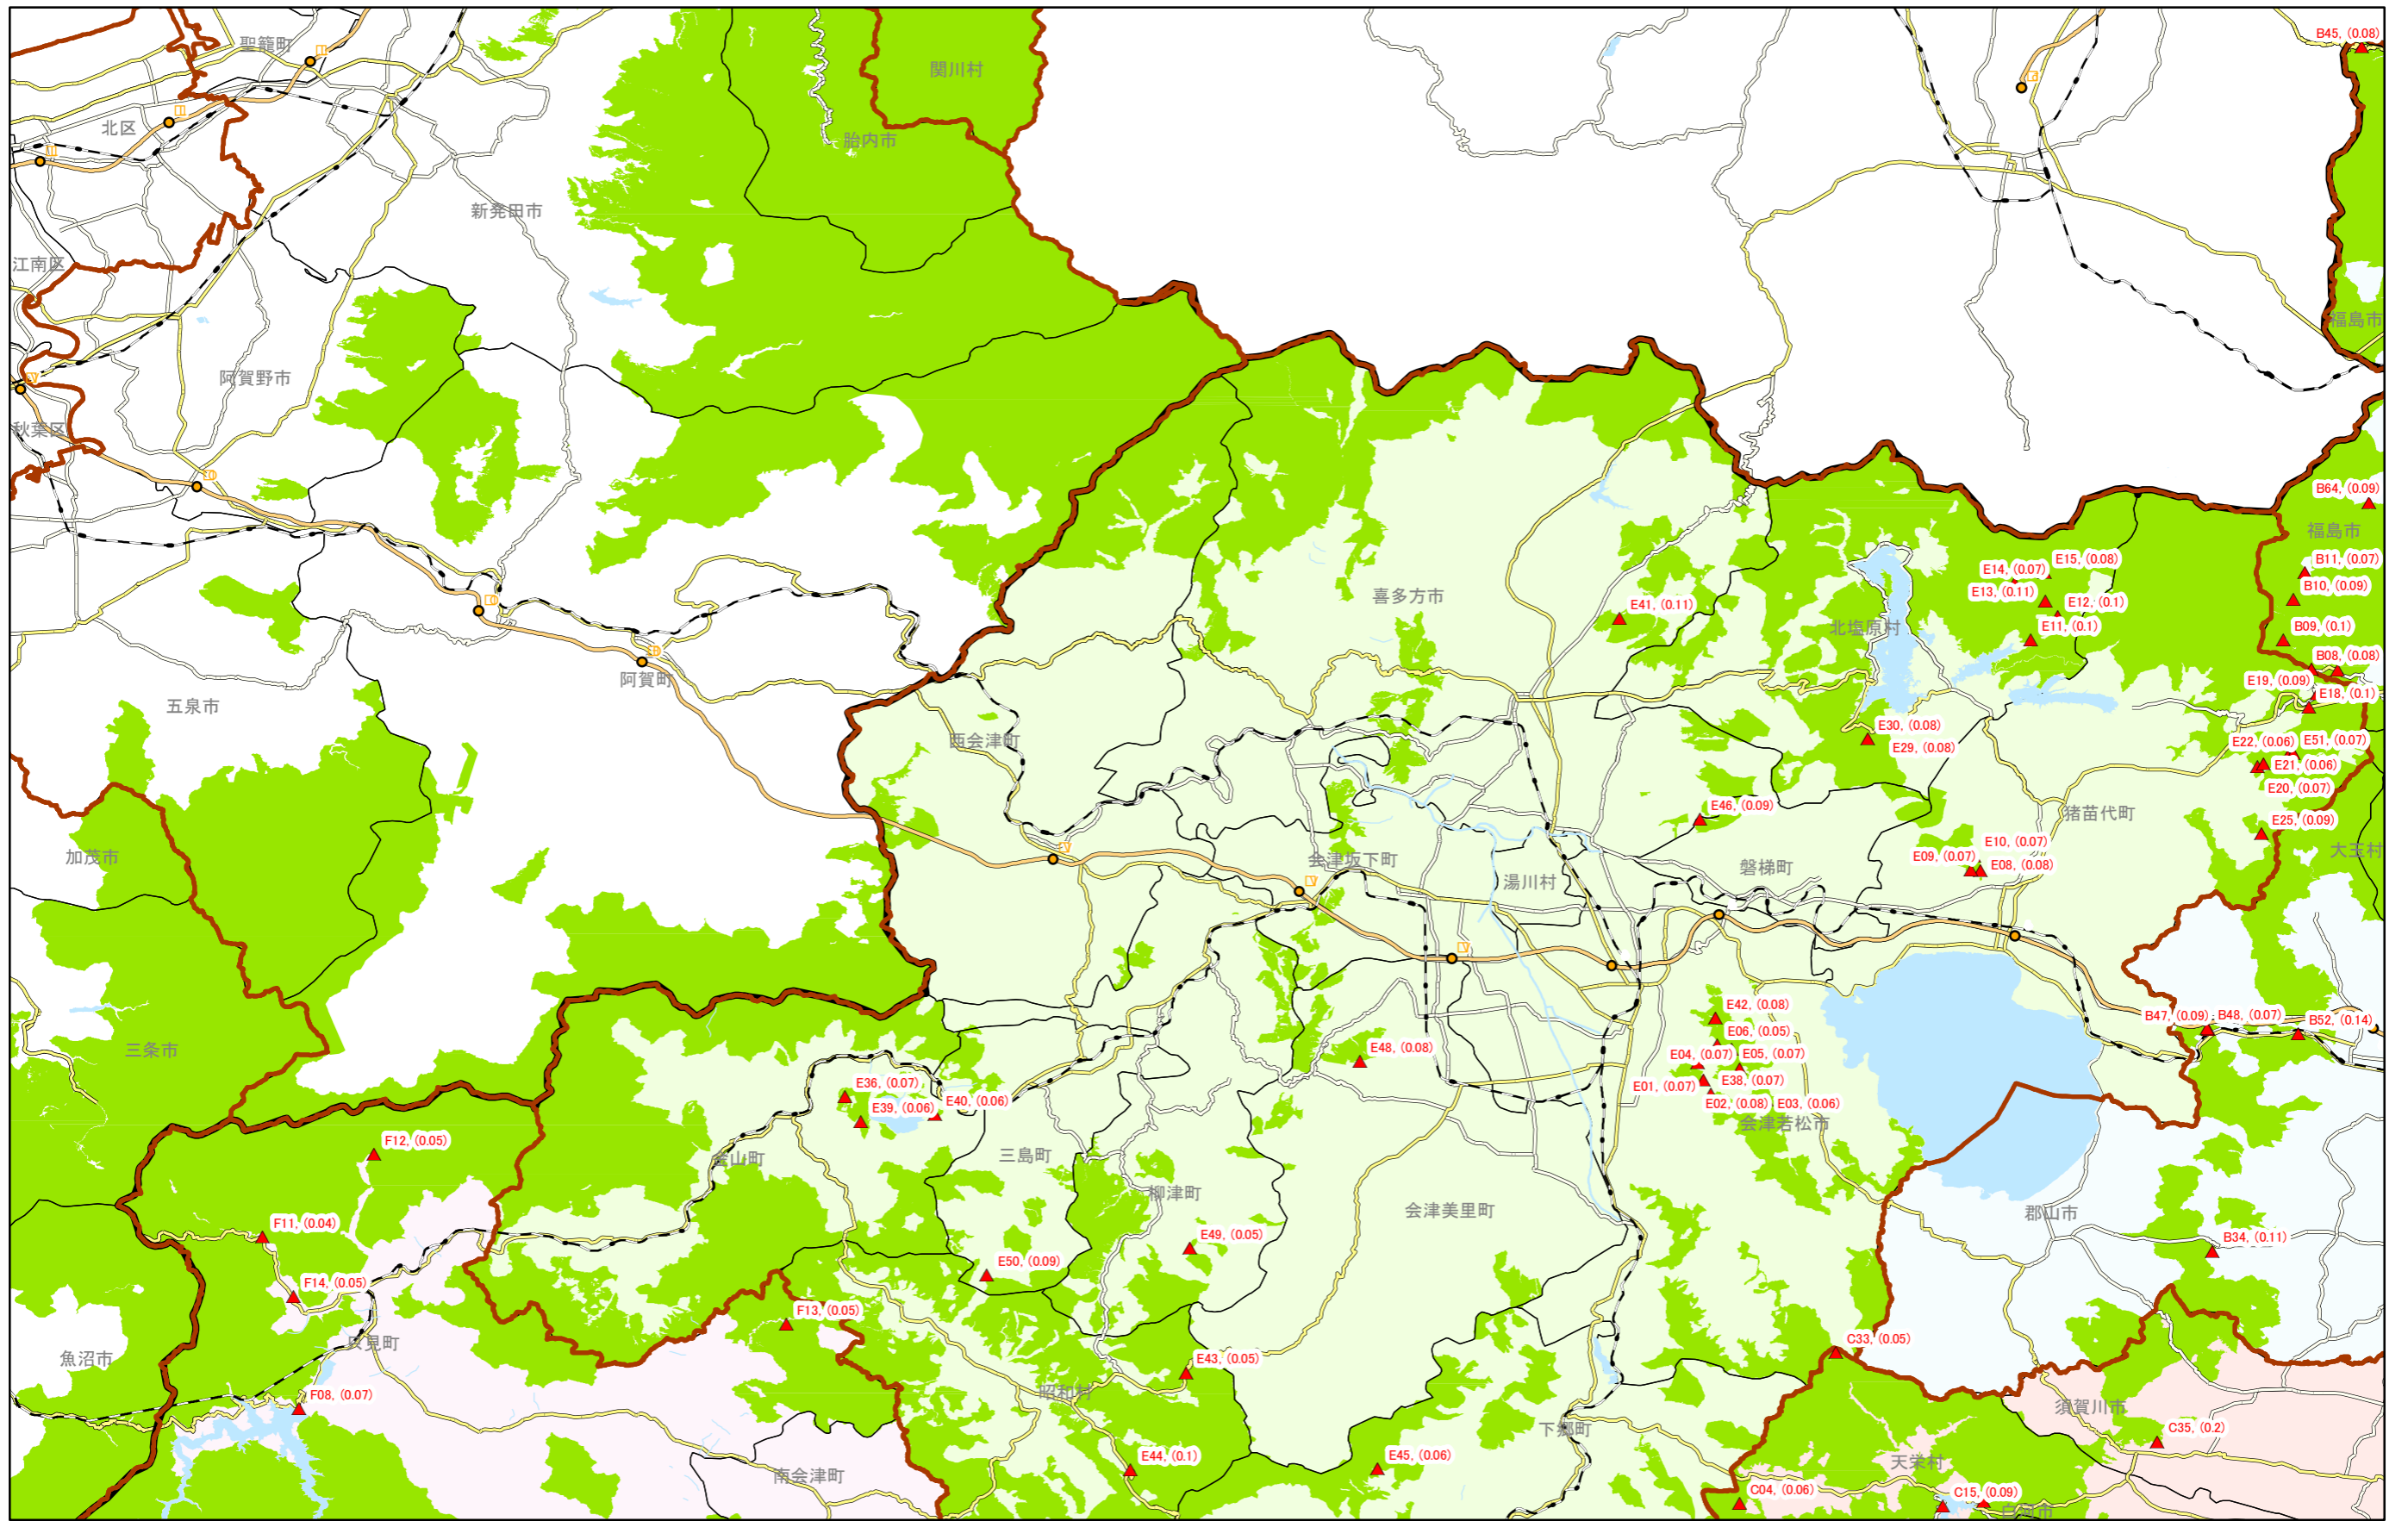 B45, (0.08)
聖籠町
関川村
北区
胎内市
新発田市
江南区
福島市
阿賀野市
秋葉区
B64, (0.09)
福島市
E15, (0.08)
B11, (0.07)
E14, (0.07)
B10, (0.09)
E13, (0.11)
E12, (0.1)
喜多方市
E41, (0.11)
北塩原村
E11, (0.1)
B09, (0.1)
B08, (0.08)
阿賀町
E19, (0.09)
E18, (0.1)
五泉市
E30, (0.08)
西会津町
E29, (0.08)
E22, (0.06)
E51, (0.07)
E21, (0.06)
E20, (0.07)
E46, (0.09)
猪苗代町
E25, (0.09)
加茂市
会津坂下町
E10, (0.07)
大玉村
E09, (0.07)
E08, (0.08)
磐梯町
湯川村
E42, (0.08)
B47, (0.09)
B48, (0.07)
B52, (0.14)
E06, (0.05)
三条市
E48, (0.08)
E04, (0.07)
E05, (0.07)
E36, (0.07)
E01, (0.07)
E38, (0.07)
E39, (0.06)
E40, (0.06)
E02, (0.08)
E03, (0.06)
会津若松市
F12, (0.05)
金山町
三島町
柳津町
会津美里町
郡山市
F11, (0.04)
E49, (0.05)
B34, (0.11)
E50, (0.09)
F14, (0.05)
F13, (0.05)
只見町
C33, (0.05)
魚沼市
E43, (0.05)
F08, (0.07)
昭和村
須賀川市
下郷町
C35, (0.2)
南会津町
E44, (0.1)
E45, (0.06)
天栄村
C04, (0.06)
C15, (0.09)
白河市